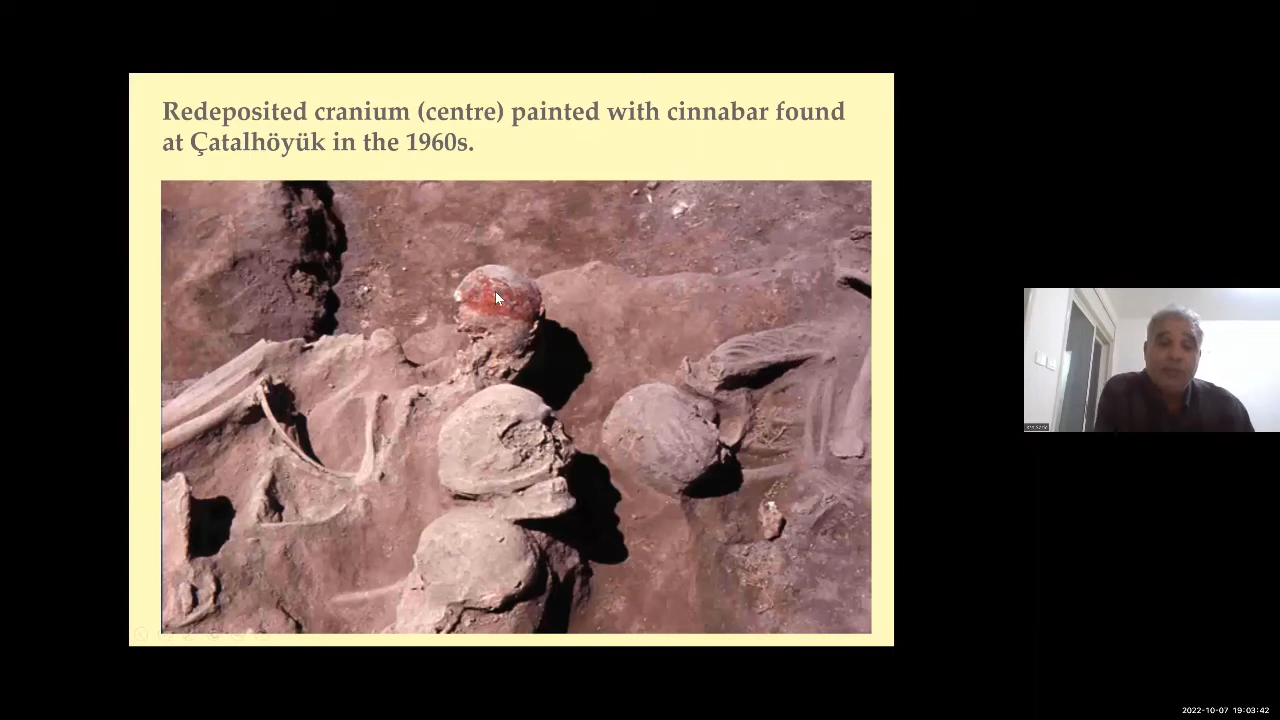 Redeposited cranium (centre) painted with cinnabar found
at Çatalhöyük in the 1960s.
2022-10-07 19:03:42